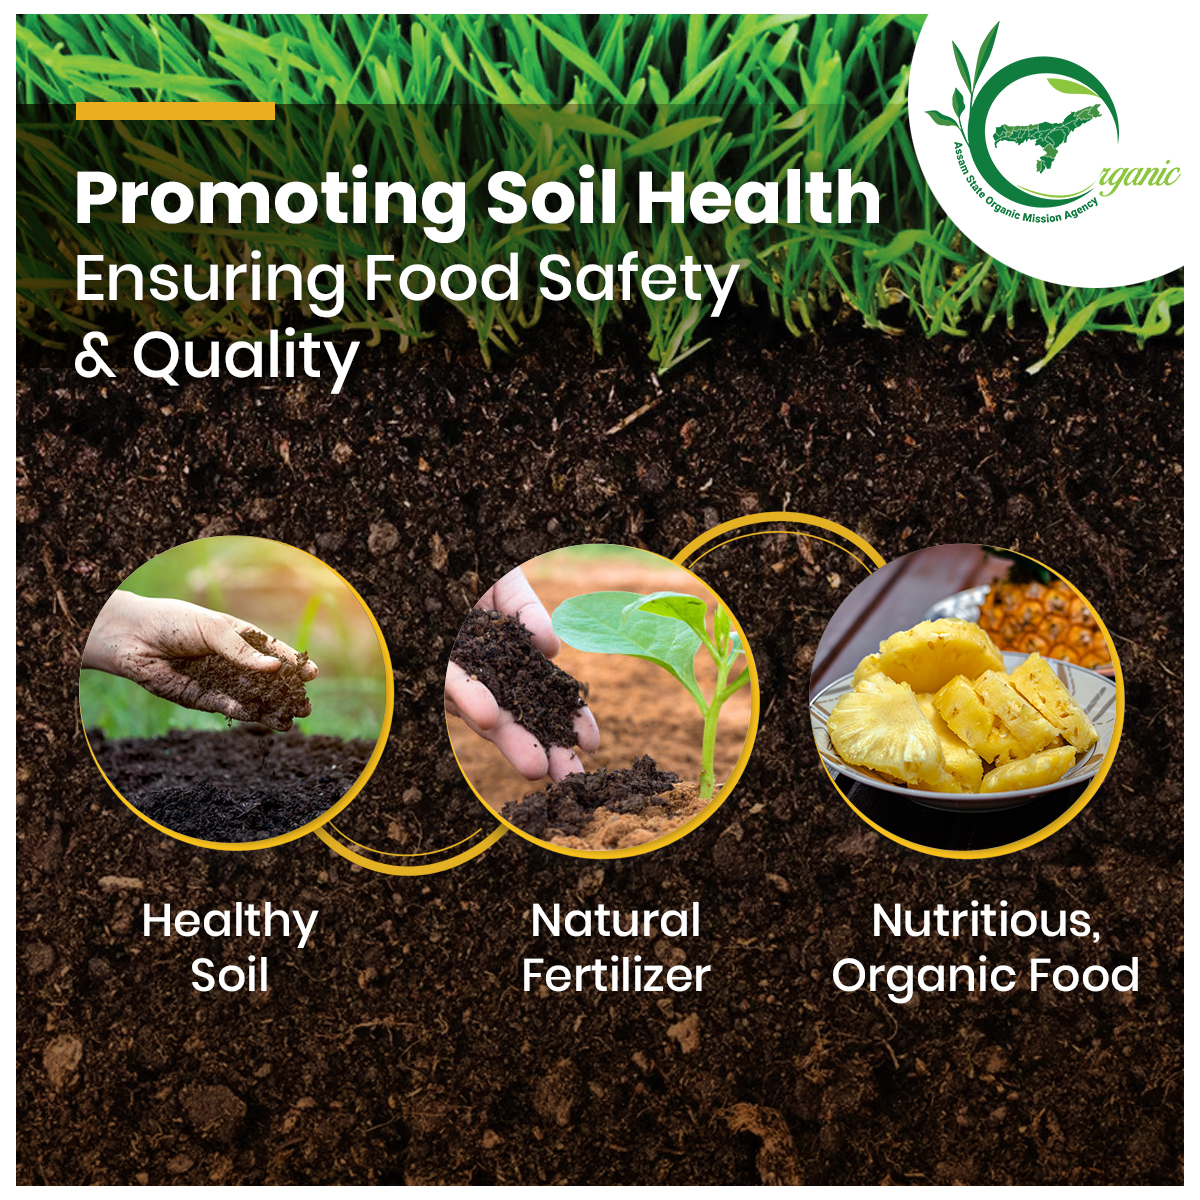 Promoting Soil Health
Ensuring Food Safety
& Quality
Assam State Organic Mission Agency
rganic
Healthy
Soil
Natural
Fertilizer
Nutritious,
Organic Food